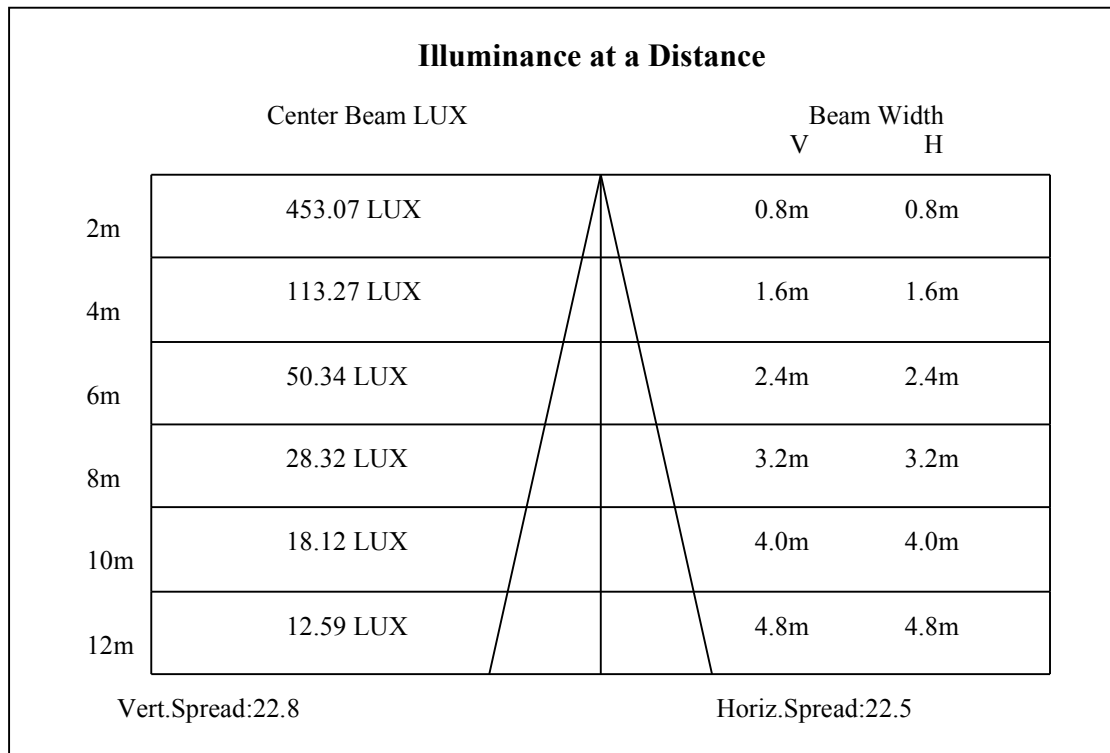 Illuminance at a Distance
Center Beam LUX Beam Width
V H
2m 453.07 LUX 0.8m 0.8m
4m 113.27 LUX 1.6m 1.6m
6m 50.34 LUX 2.4m 2.4m
8m 28.32 LUX 3.2m 3.2m
10m 18.12 LUX 4.0m 4.0m
12m 12.59 LUX 4.8m 4.8m
Vert.Spread:22.8 Horiz.Spread:22.5